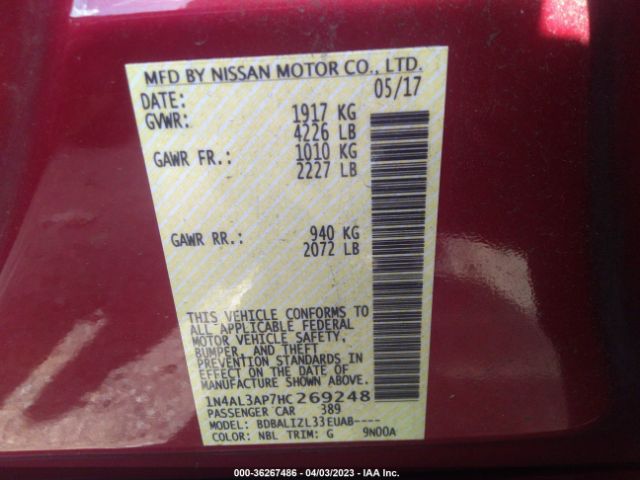 MFD BY NISSAN MOTOR CO., LTD.
DATE: 05/17
GVWR: 1917 KG
4226 LB
GAWR FR.: 1010 KG
2227 LB
GAWR RR.: 940 KG
2072 LB
THIS VEHICLE CONFORMS TO
ALL APPLICABLE FEDERAL
MOTOR VEHICLE SAFETY,
BUMPER, AND THEFT
PREVENTION STANDARDS IN
EFFECT ON THE DATE OF
MANUFACTURE SHOWN ABOVE.
1N4AL3AP7HC269248
PASSENGER CAR 389
MODEL: BDBALIZL33EUAB----
COLOR: NBL TRIM: G 9N00A
000-36267486 - 04/03/2023 - IAA Inc.